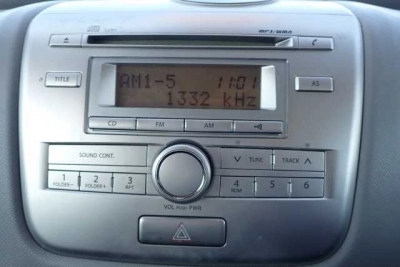 MP3/WMA
TITLE
AM1-5 11:01
1332 kHz
AS
CD FM AM
SOUND CONT.
∨ TUNE TRACK ∧
1 2 3 4 5 6
FOLDER- FOLDER+ RPT RDM
VOL PUSH PWR